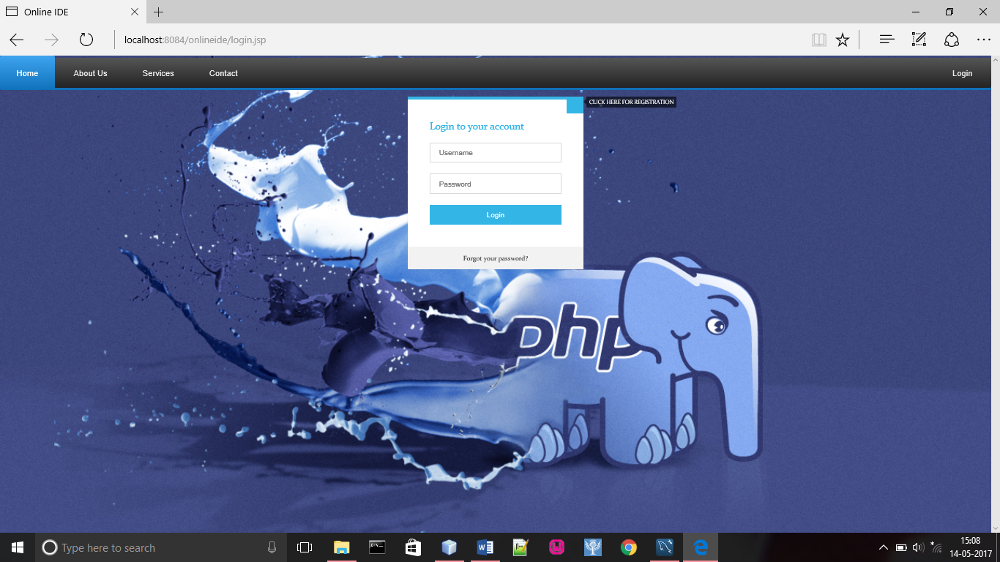 Online IDE
localhost:8084/onlineide/login.jsp
Home About Us Services Contact Login
CLICK HERE FOR REGISTRATION
Login to your account
Username
Password
Login
Forgot your password?
php
Type here to search
15:08
14-05-2017